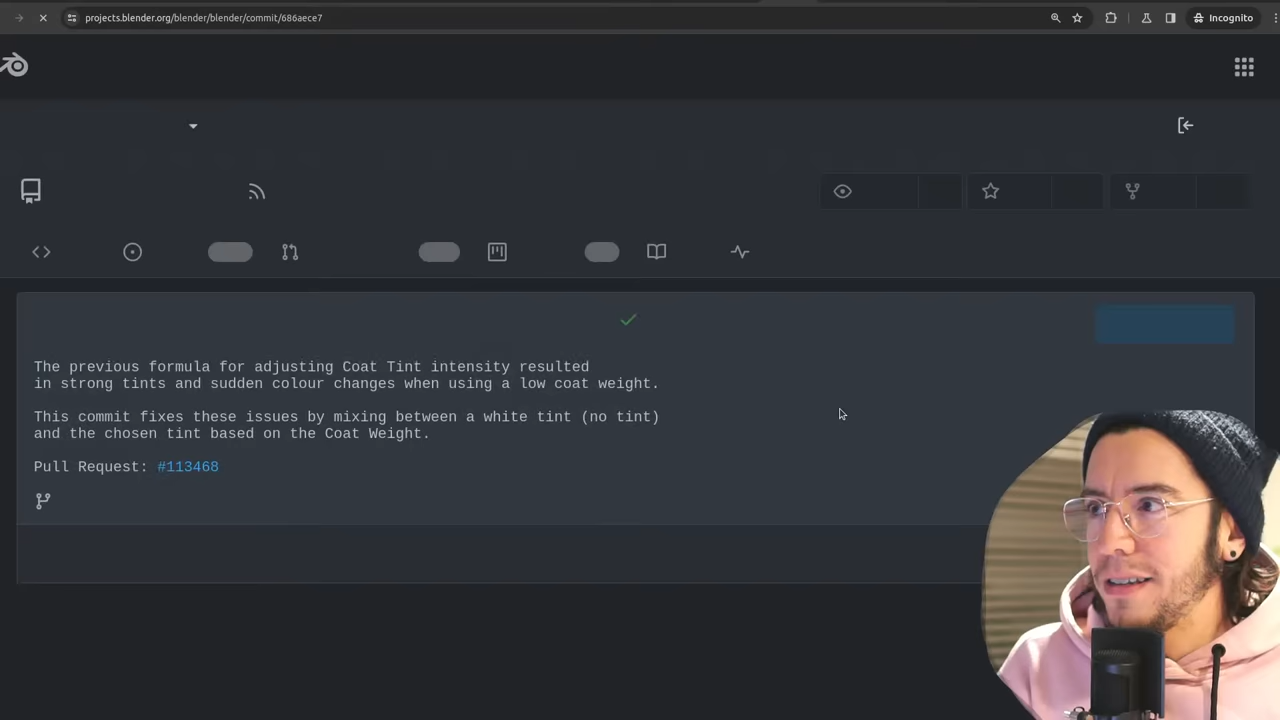 projects.blender.org/blender/blender/commit/686aece7
Incognito
The previous formula for adjusting Coat Tint intensity resulted
in strong tints and sudden colour changes when using a low coat weight.
This commit fixes these issues by mixing between a white tint (no tint)
and the chosen tint based on the Coat Weight.
Pull Request: #113468